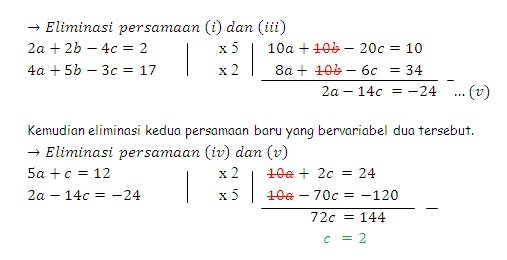 → Eliminasi persamaan (i) dan (iii)
2a + 2b − 4c = 2 | x 5 | 10a + 10b − 20c = 10
4a + 5b − 3c = 17 | x 2 | 8a + 10b − 6c = 34
2a − 14c = −24 − ... (v)
Kemudian eliminasi kedua persamaan baru yang bervariabel dua tersebut.
→ Eliminasi persamaan (iv) dan (v)
5a + c = 12 | x 2 | 10a + 2c = 24
2a − 14c = −24 | x 5 | 10a − 70c = −120
72c = 144 −
c = 2